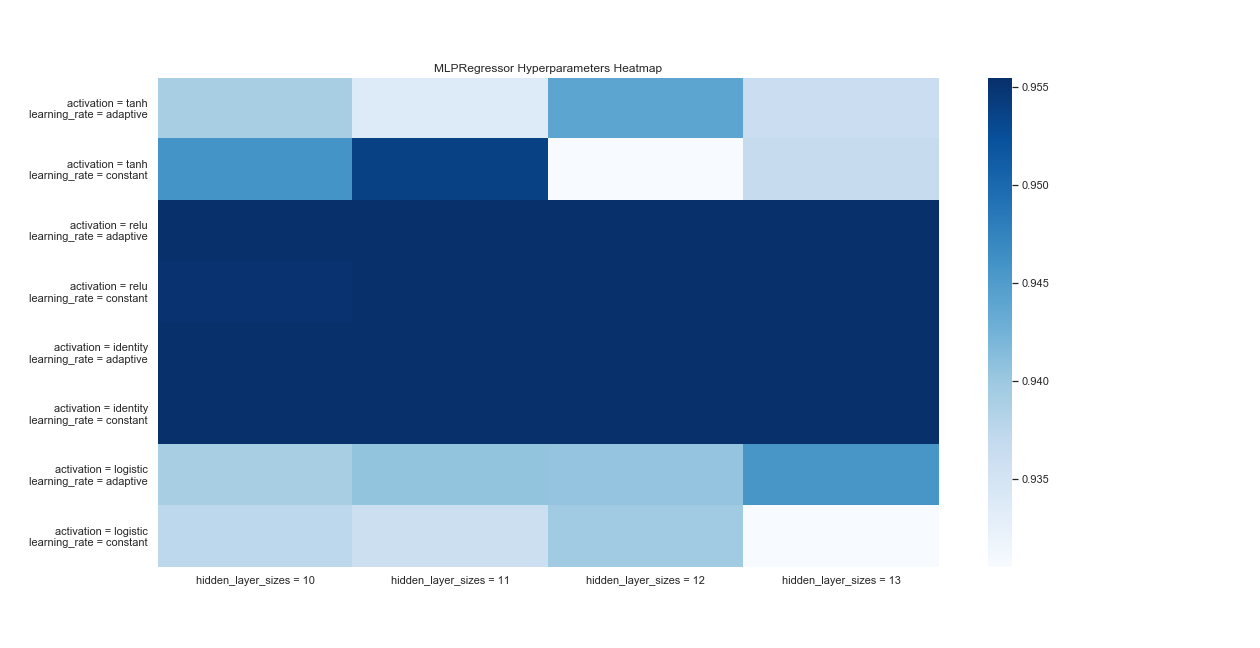 MLPRegressor Hyperparameters Heatmap
activation = tanh
learning_rate = adaptive
activation = tanh
learning_rate = constant
activation = relu
learning_rate = adaptive
activation = relu
learning_rate = constant
activation = identity
learning_rate = adaptive
activation = identity
learning_rate = constant
activation = logistic
learning_rate = adaptive
activation = logistic
learning_rate = constant
hidden_layer_sizes = 10
hidden_layer_sizes = 11
hidden_layer_sizes = 12
hidden_layer_sizes = 13
0.955
0.950
0.945
0.940
0.935